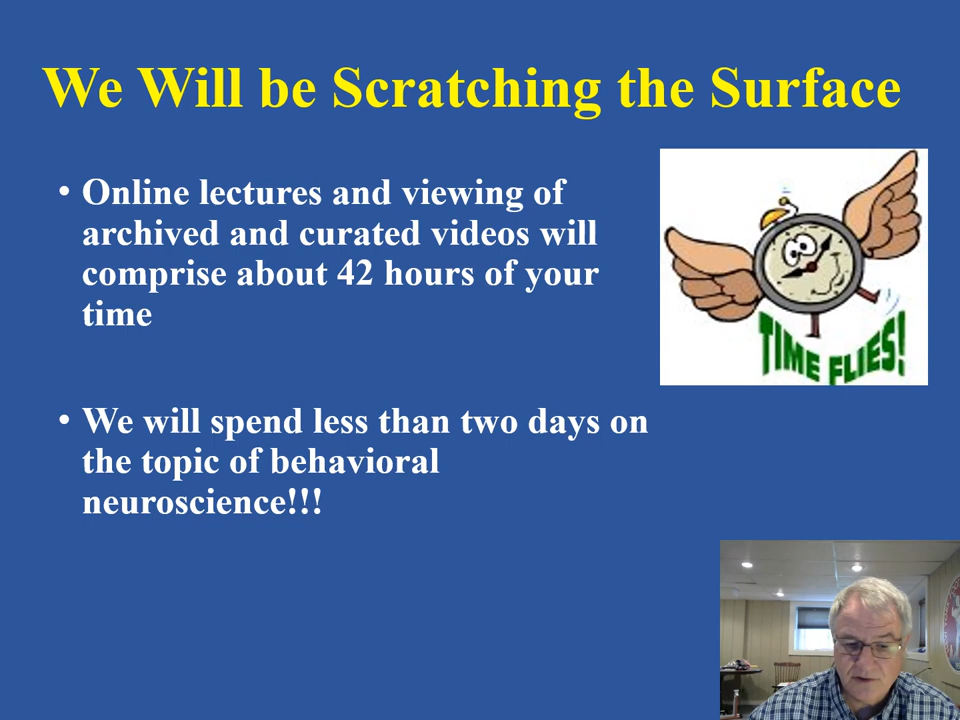 We Will be Scratching the Surface
• Online lectures and viewing of
archived and curated videos will
comprise about 42 hours of your
time
TIME FLIES!
• We will spend less than two days on
the topic of behavioral
neuroscience!!!